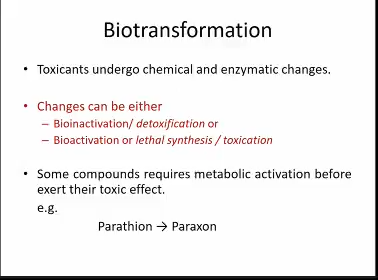 Biotransformation
• Toxicants undergo chemical and enzymatic changes.
• Changes can be either
– Bioinactivation/ detoxification or
– Bioactivation or lethal synthesis / toxication
• Some compounds requires metabolic activation before
exert their toxic effect.
e.g.
Parathion → Paraxon